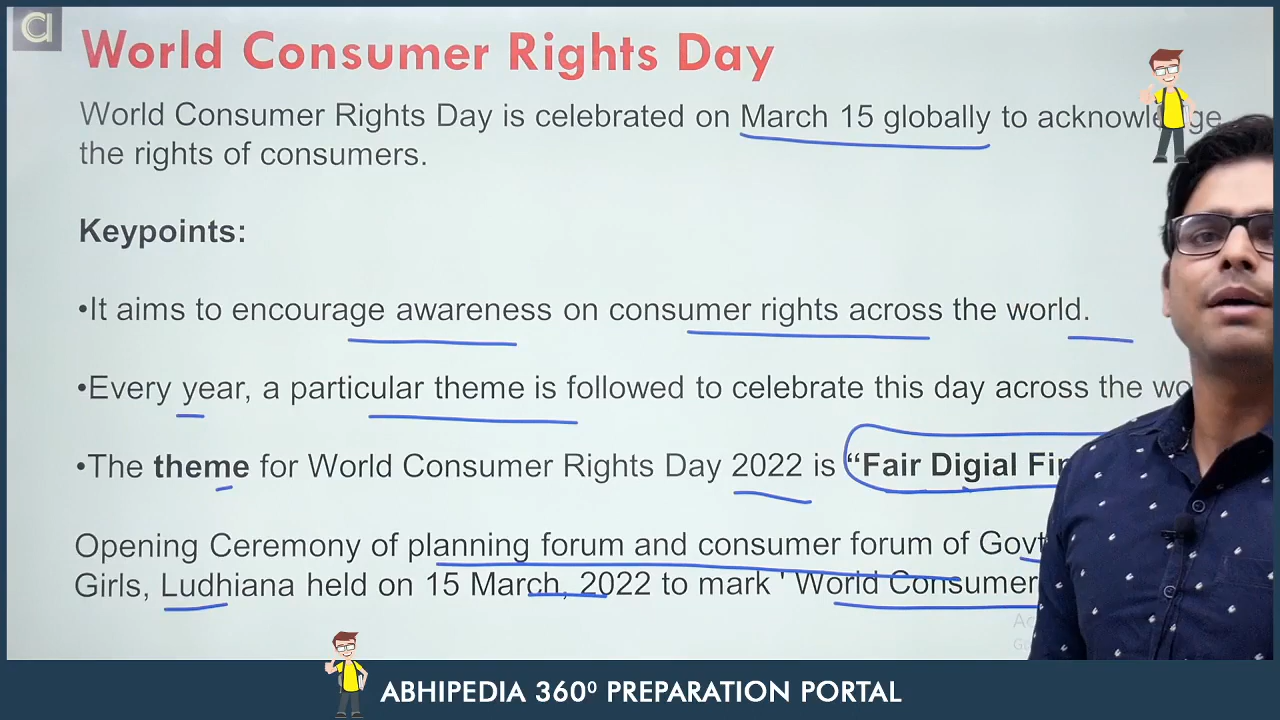 World Consumer Rights Day
World Consumer Rights Day is celebrated on March 15 globally to
the rights of consumers.
Keypoints:
•It aims to encourage awareness on consumer rights across the world.
•Every year, a particular theme is followed to celebrate this day across the
•The theme for World Consumer Rights Day 2022 is “Fair Digial
Opening Ceremony of planning forum and consumer forum of Govt
Girls, Ludhiana held on 15 March, 2022 to mark ' World Consumer
ABHIPEDIA 360⁰ PREPARATION PORTAL